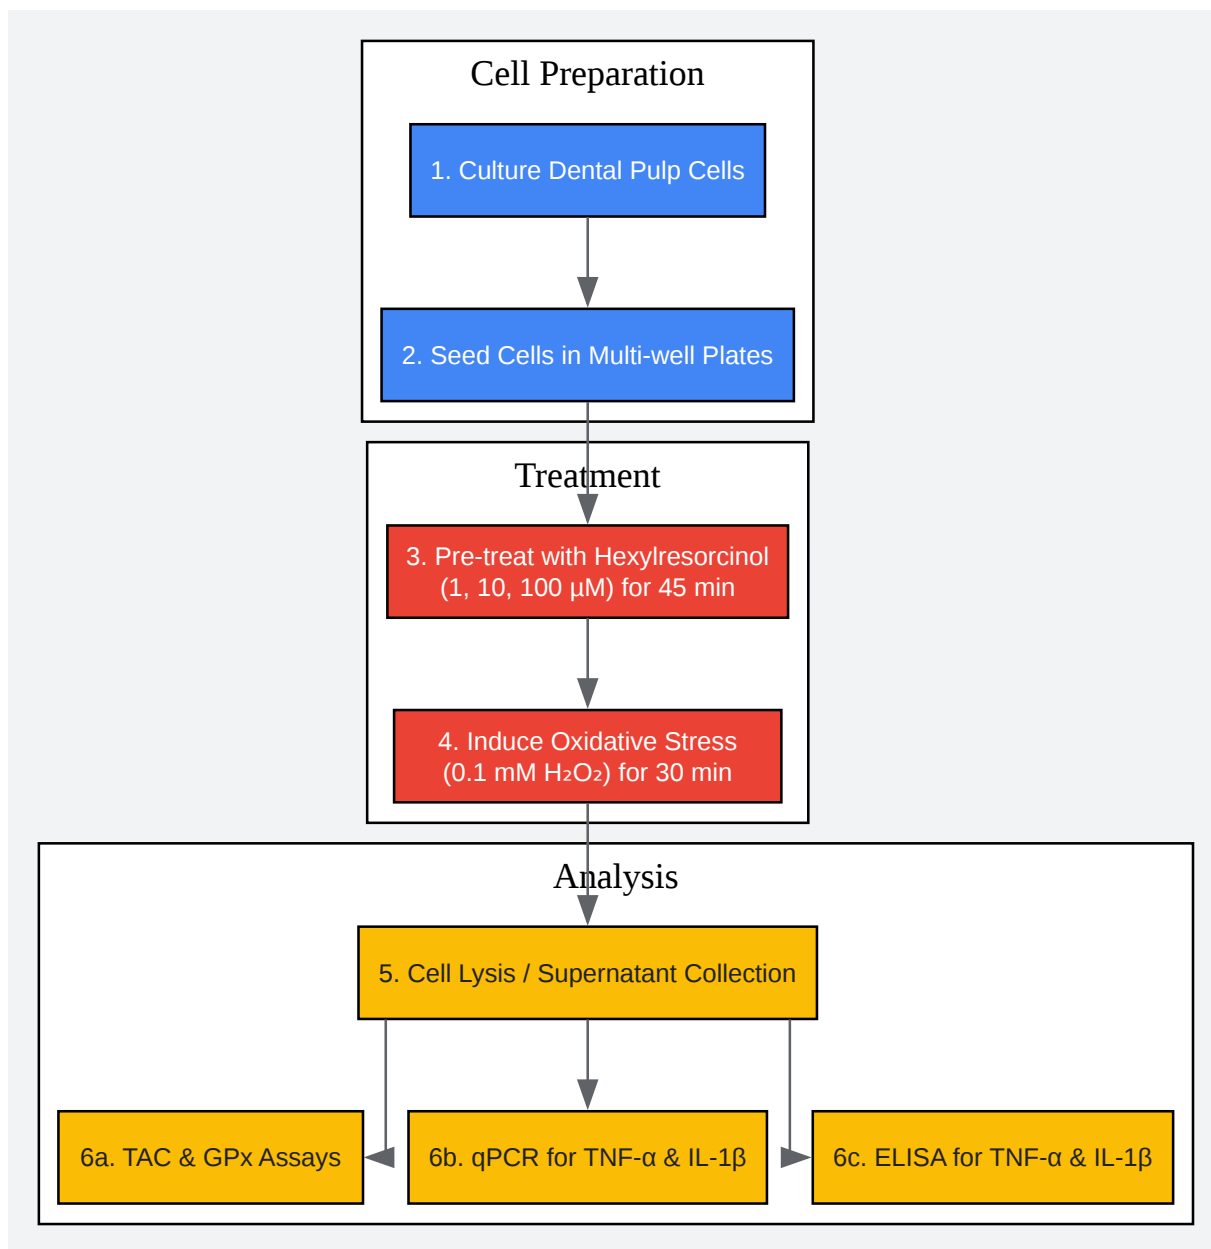 Cell Preparation
1. Culture Dental Pulp Cells
2. Seed Cells in Multi-well Plates
Treatment
3. Pre-treat with Hexylresorcinol
(1, 10, 100 µM) for 45 min
4. Induce Oxidative Stress
(0.1 mM H₂O₂) for 30 min
Analysis
5. Cell Lysis / Supernatant Collection
6a. TAC & GPx Assays
6b. qPCR for TNF-α & IL-1β
6c. ELISA for TNF-α & IL-1β